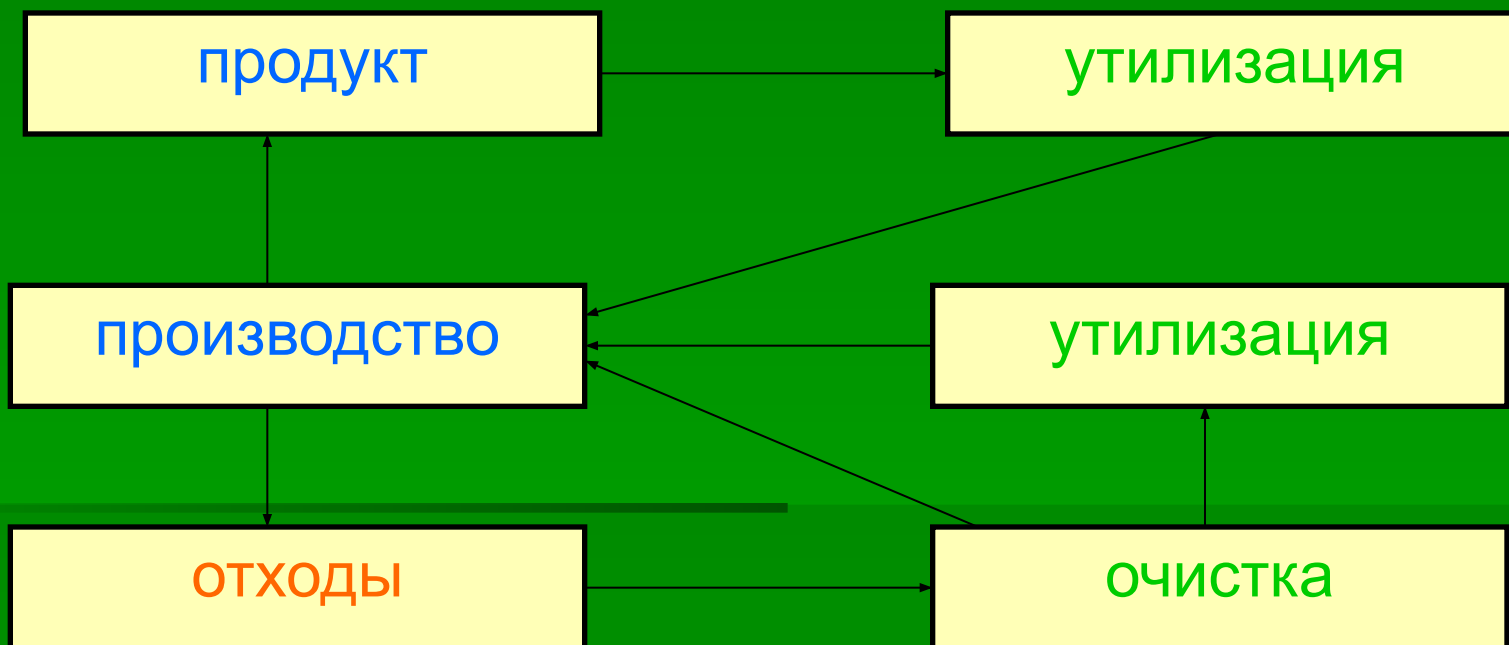 продукт
утилизация
производство
утилизация
отходы
очистка